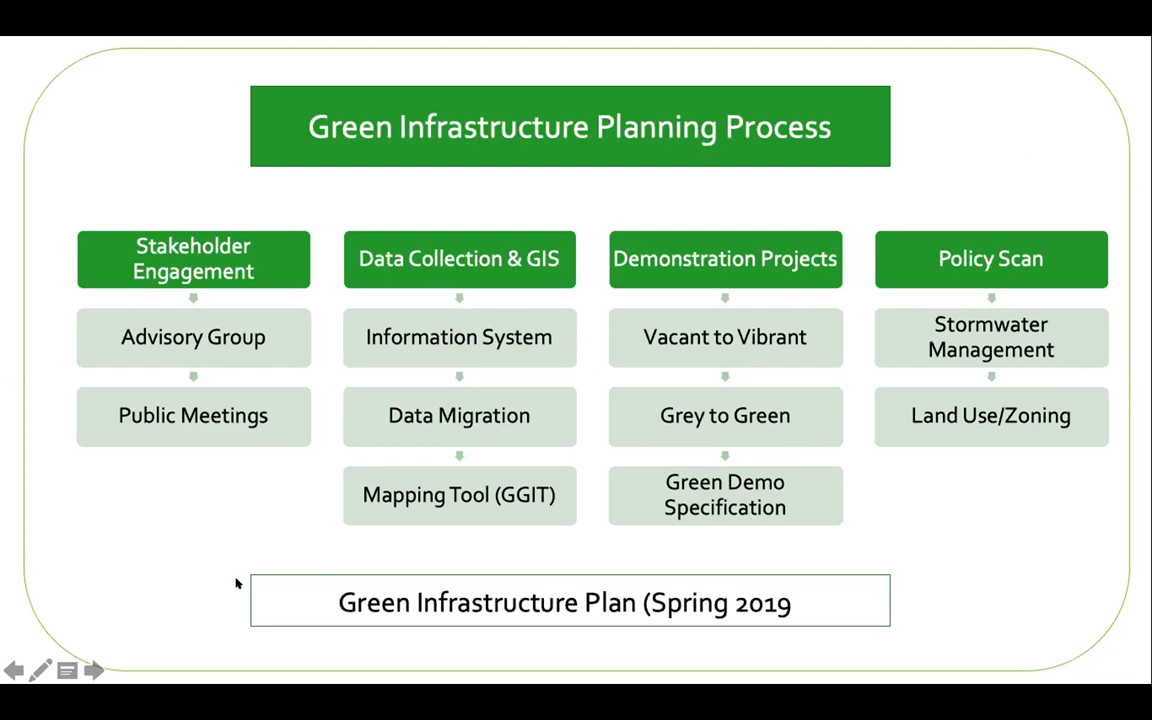 Green Infrastructure Planning Process
Stakeholder
Engagement
Advisory Group
Public Meetings
Data Collection & GIS
Information System
Data Migration
Mapping Tool (GGIT)
Demonstration Projects
Vacant to Vibrant
Grey to Green
Green Demo
Specification
Policy Scan
Stormwater
Management
Land Use/Zoning
Green Infrastructure Plan (Spring 2019